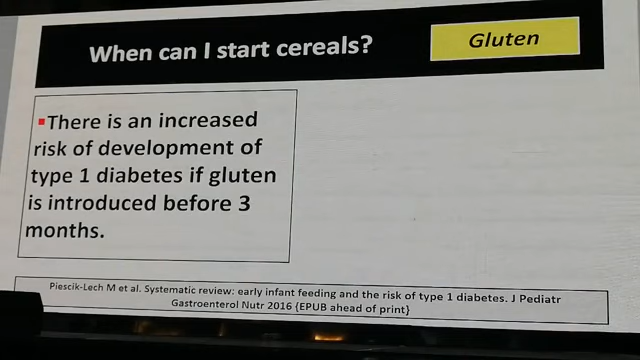 When can I start cereals?
Gluten
▪There is an increased
risk of development of
type 1 diabetes if gluten
is introduced before 3
months.
Piescik-Lech M et al. Systematic review: early infant feeding and the risk of type 1 diabetes. J Pediatr
Gastroenterol Nutr 2016 {EPUB ahead of print}